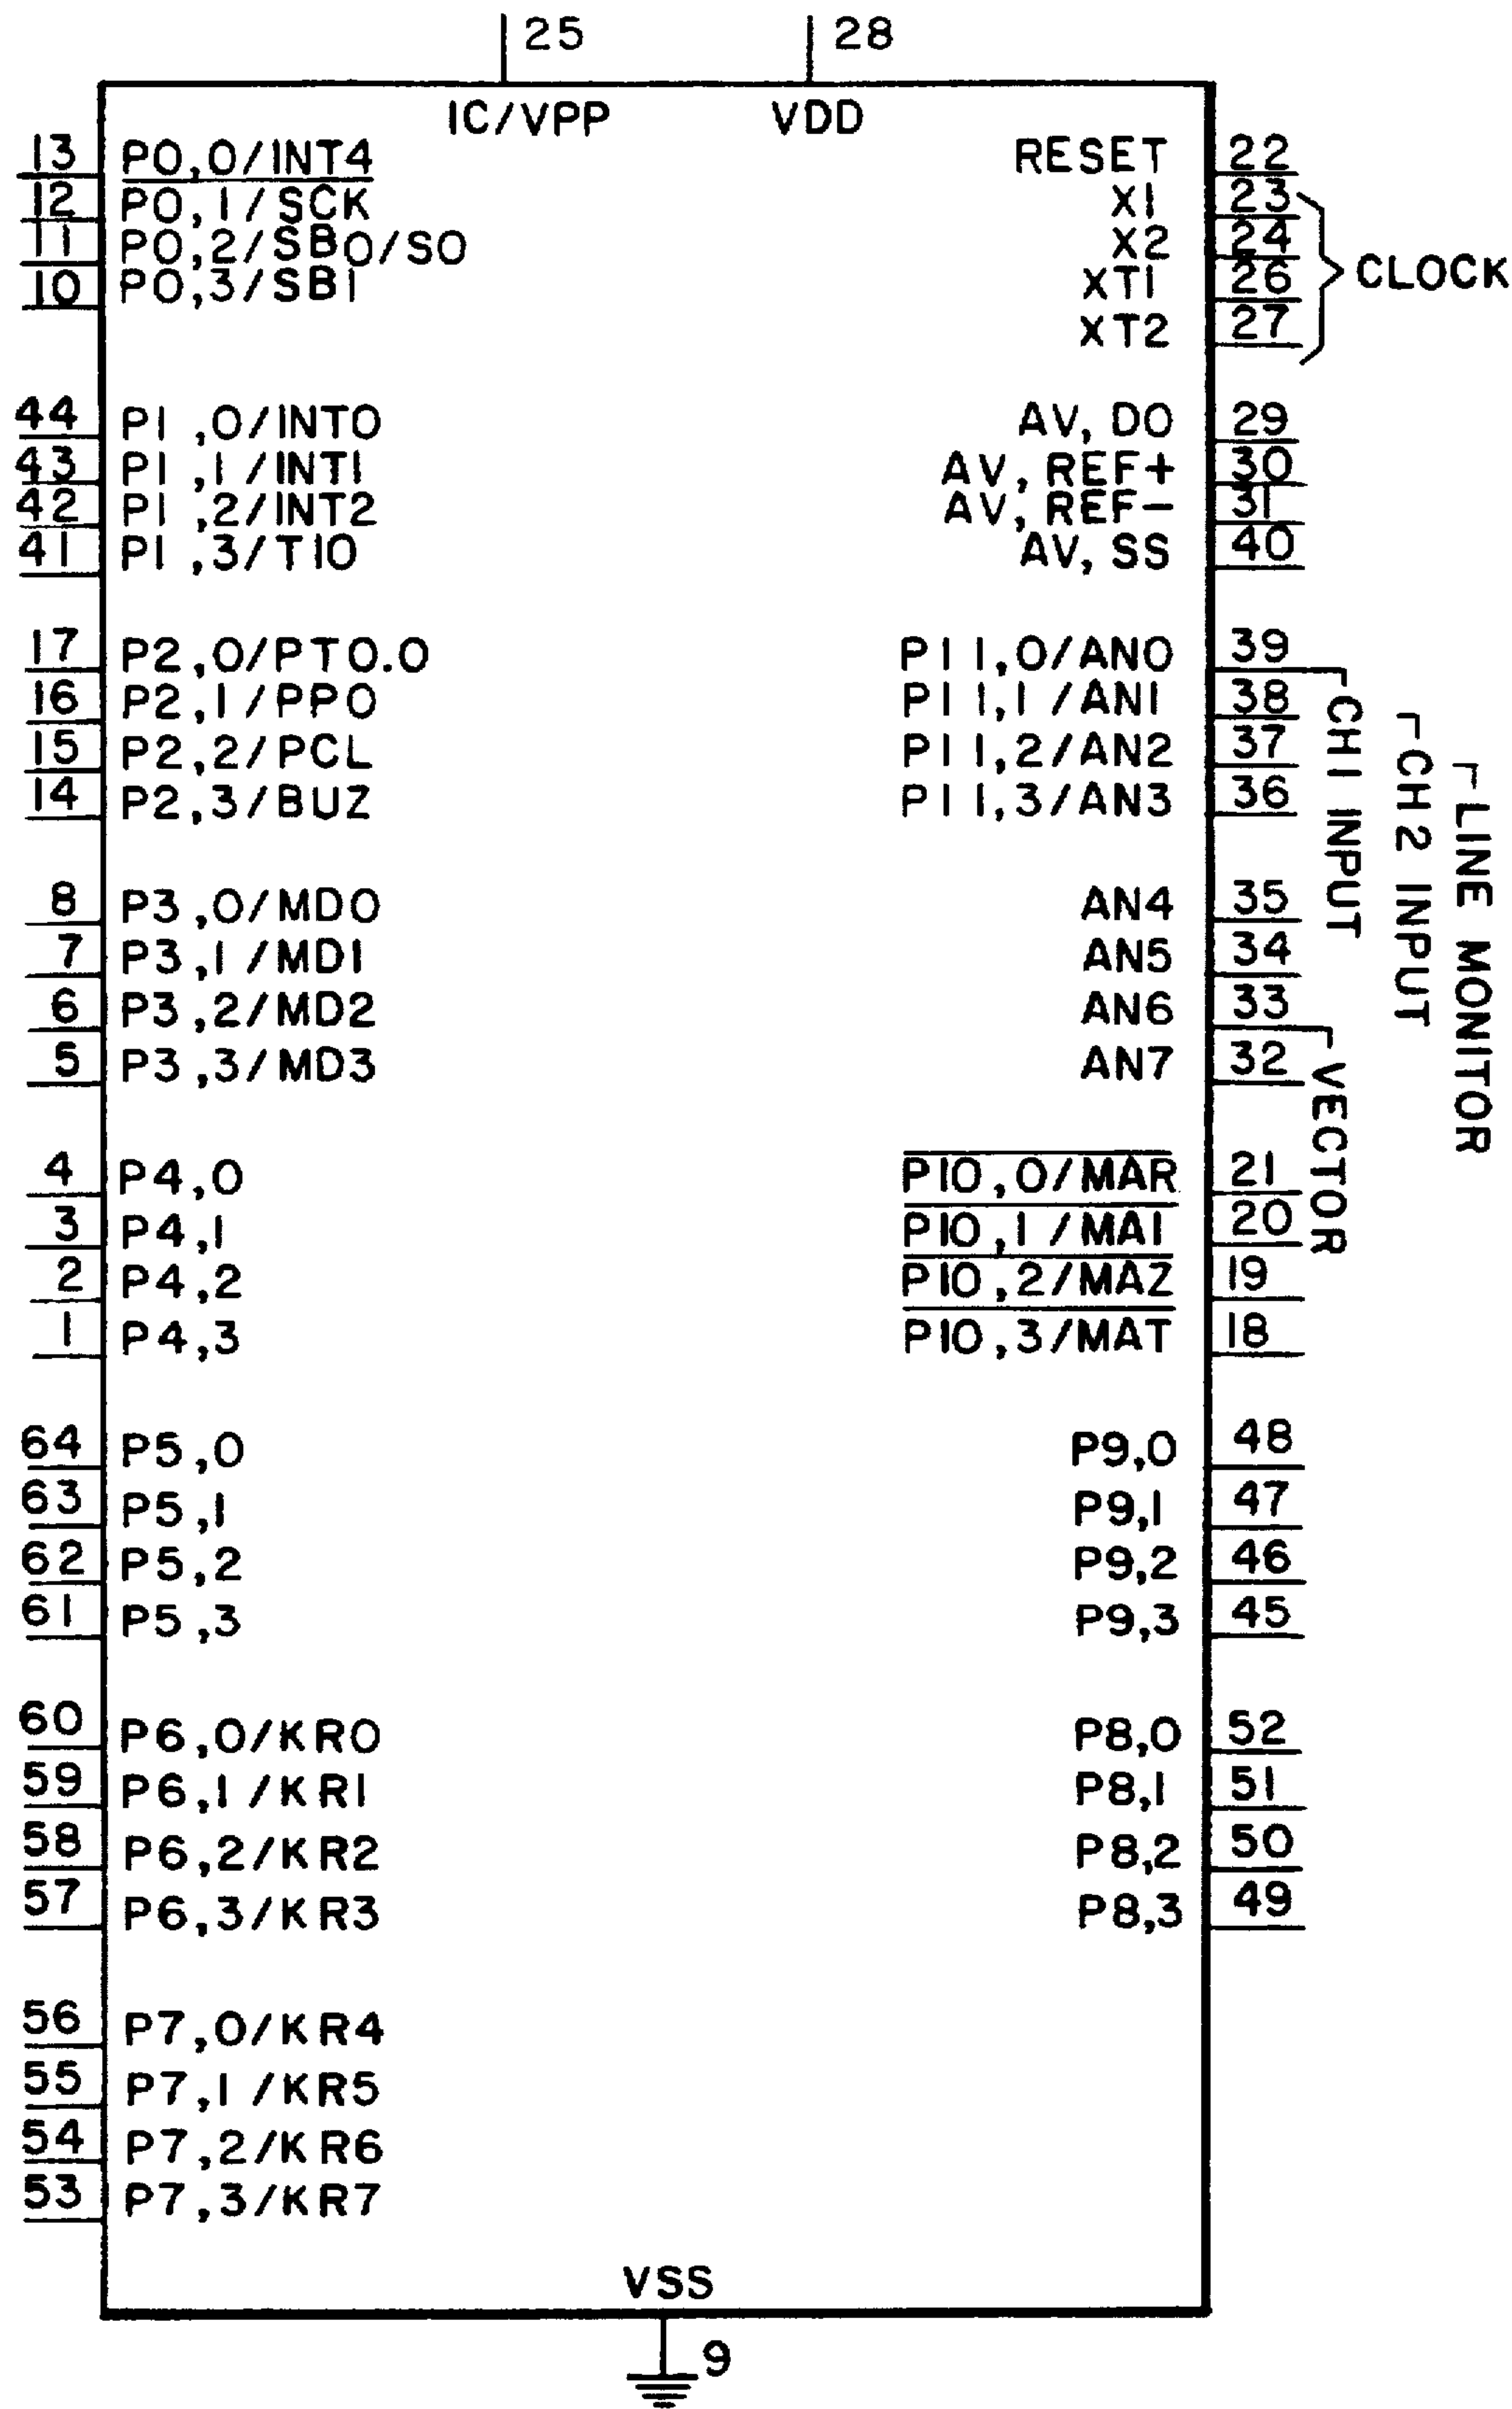 25 28
IC/VPP VDD
13 P0,0/INT4
12 P0,1/SCK
11 P0,2/SB0/SO
10 P0,3/SB1
44 P1,0/INT0
43 P1,1/INT1
42 P1,2/INT2
41 P1,3/TIO
17 P2,0/PTO.O
16 P2,1/PPO
15 P2,2/PCL
14 P2,3/BUZ
8 P3,0/MD0
7 P3,1/MD1
6 P3,2/MD2
5 P3,3/MD3
4 P4,0
3 P4,1
2 P4,2
1 P4,3
64 P5,0
63 P5,1
62 P5,2
61 P5,3
60 P6,0/KR0
59 P6,1/KR1
58 P6,2/KR2
57 P6,3/KR3
56 P7,0/KR4
55 P7,1/KR5
54 P7,2/KR6
53 P7,3/KR7
RESET 22
X1 23
X2 24
XT1 26
XT2 27
CLOCK
AV, DO 29
AV, REF+ 30
AV, REF- 31
AV, SS 40
P11,0/AN0 39
P11,1/AN1 38
P11,2/AN2 37
P11,3/AN3 36
AN4 35
AN5 34
AN6 33
AN7 32
CH1 INPUT
CH2 INPUT
LINE MONITOR
VECTOR
P10,0/MAR 21
P10,1/MAI 20
P10,2/MAZ 19
P10,3/MAT 18
P9,0 48
P9,1 47
P9,2 46
P9,3 45
P8,0 52
P8,1 51
P8,2 50
P8,3 49
VSS
9